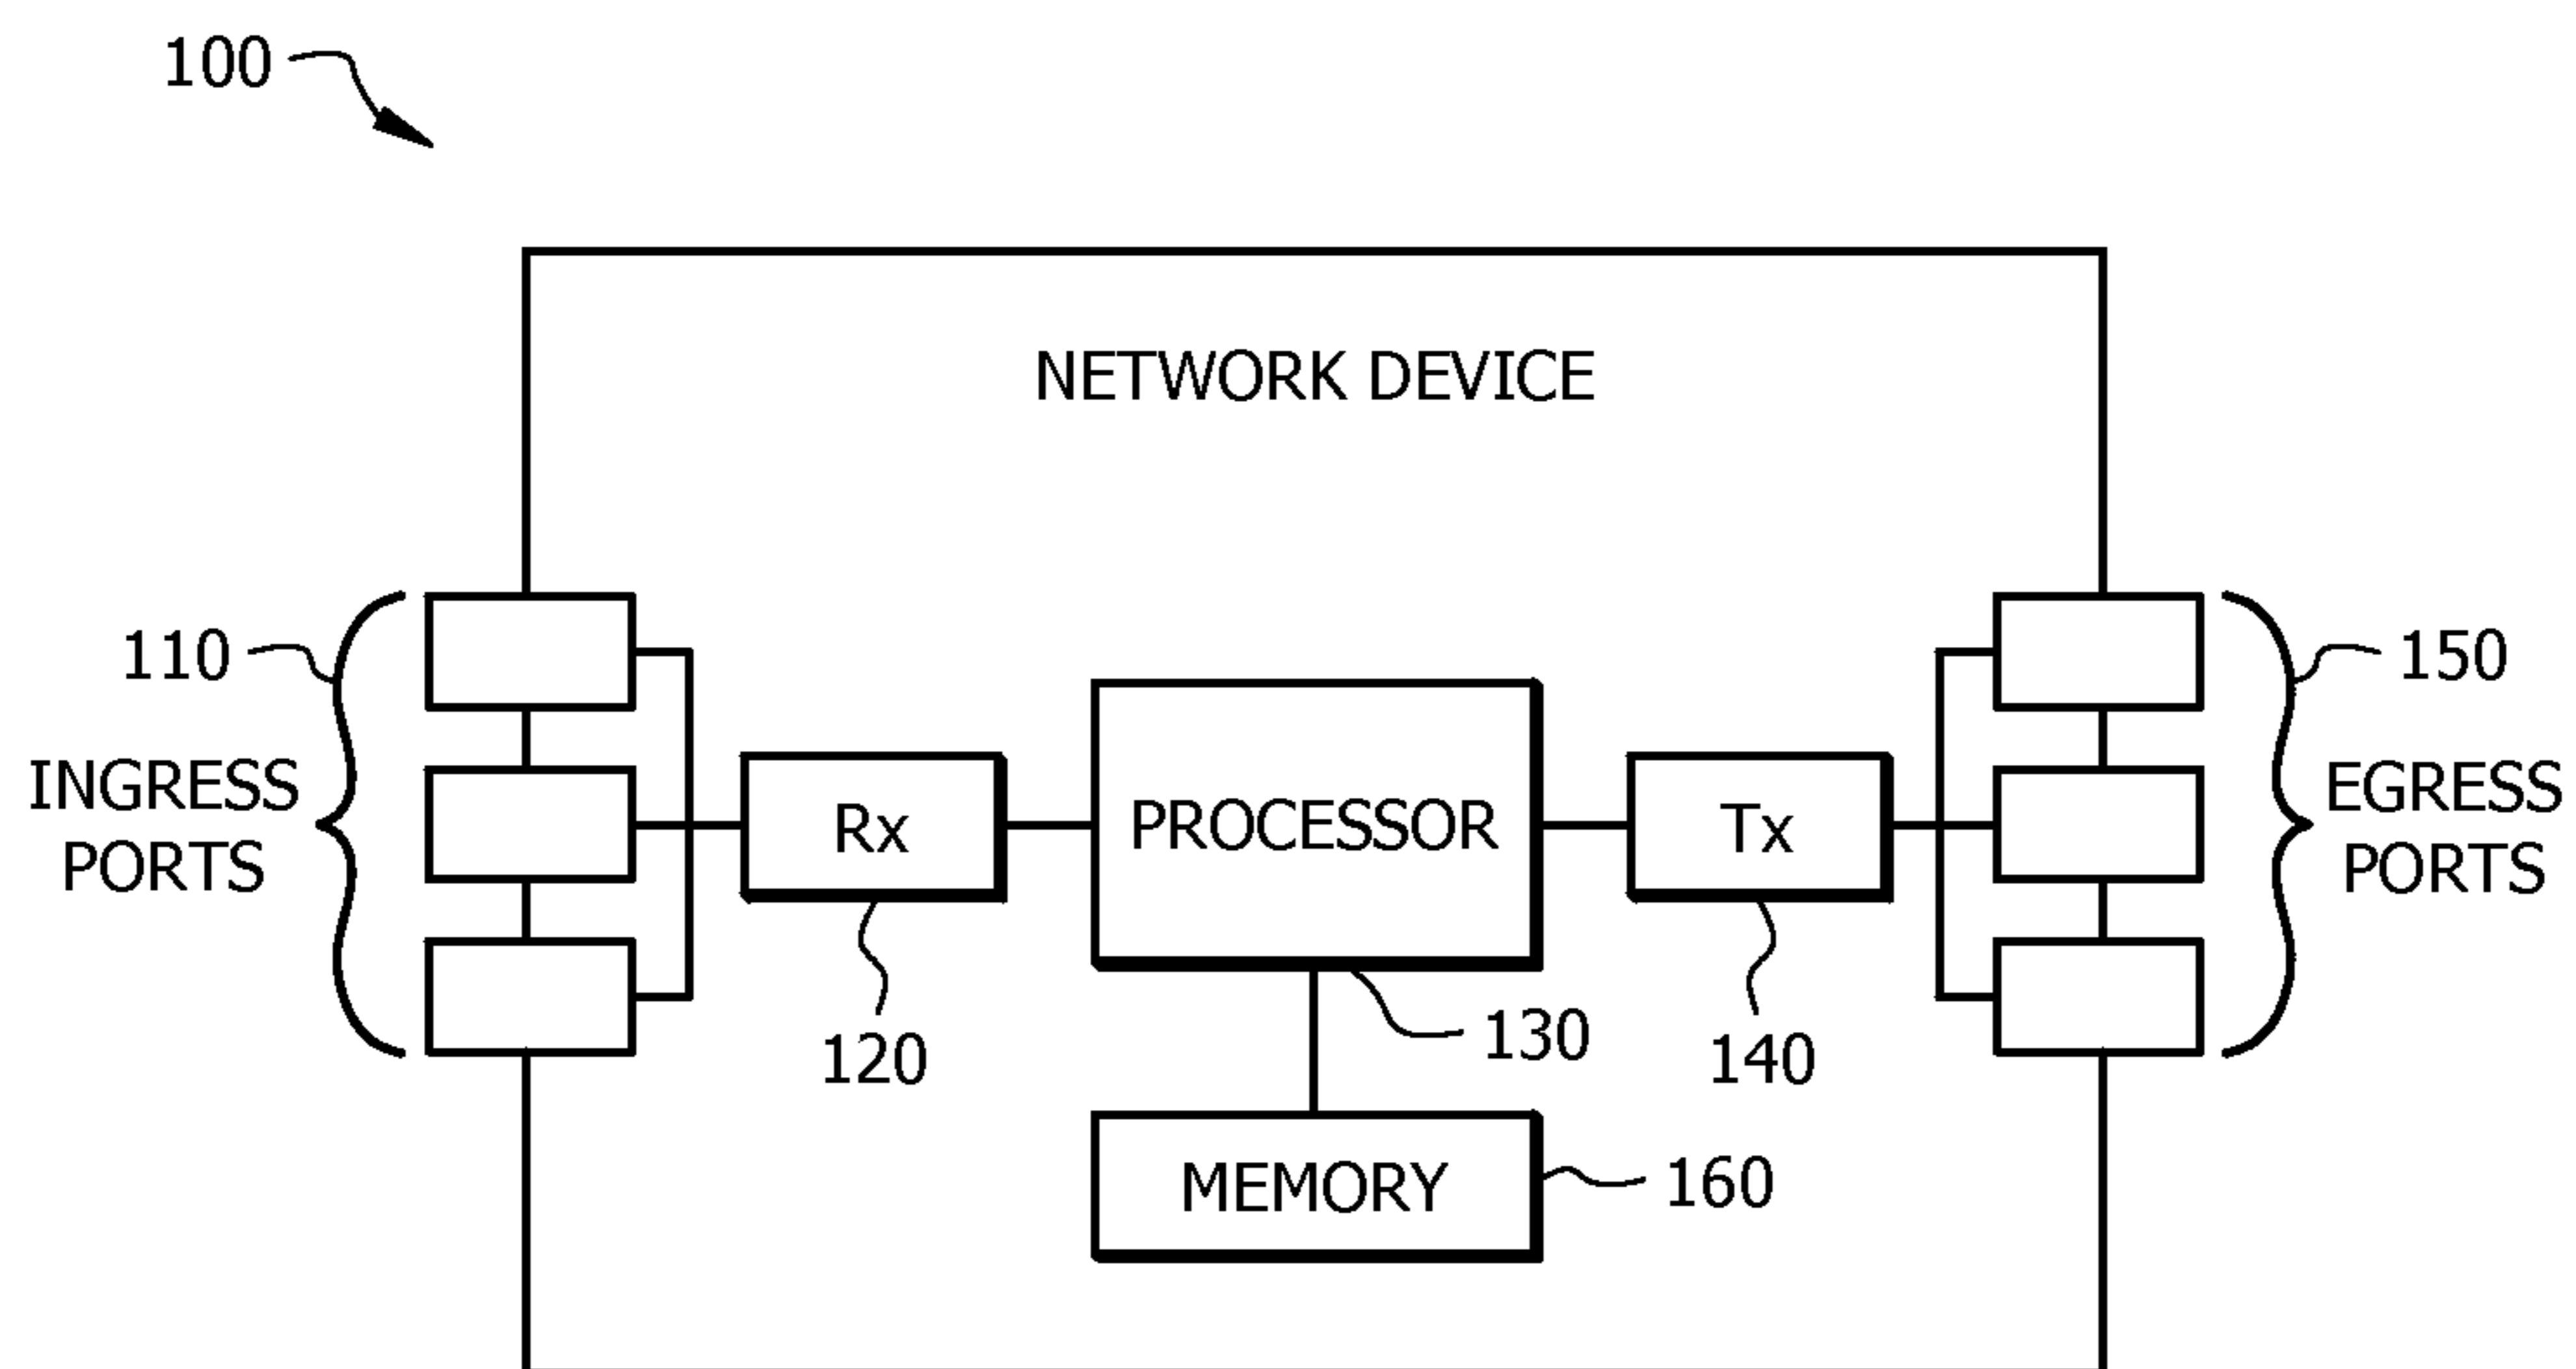 100
NETWORK DEVICE
110
150
INGRESS
PORTS
Rx
PROCESSOR
Tx
EGRESS
PORTS
120
130
140
MEMORY
160